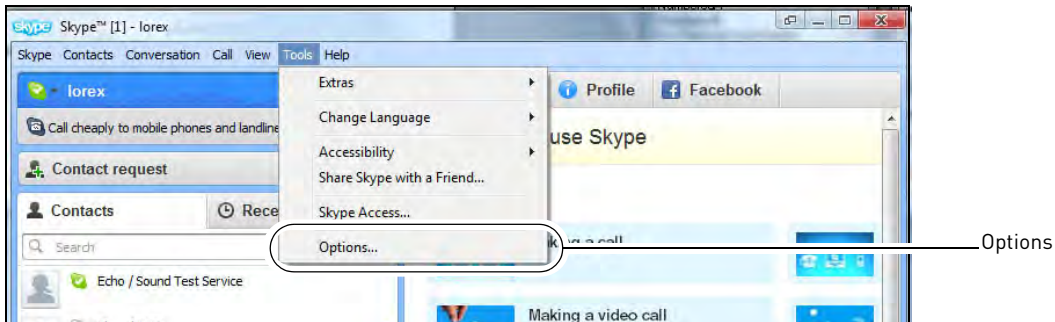 skype Skype™ [1] - lorex
Skype Contacts Conversation Call View Tools Help
lorex
Extras
Profile
Facebook
Call cheaply to mobile phones and landline
Change Language
use Skype
Accessibility
Contact request
Share Skype with a Friend...
Contacts
Rece
Skype Access...
Search
Options...
a call
Options
Echo / Sound Test Service
Making a video call